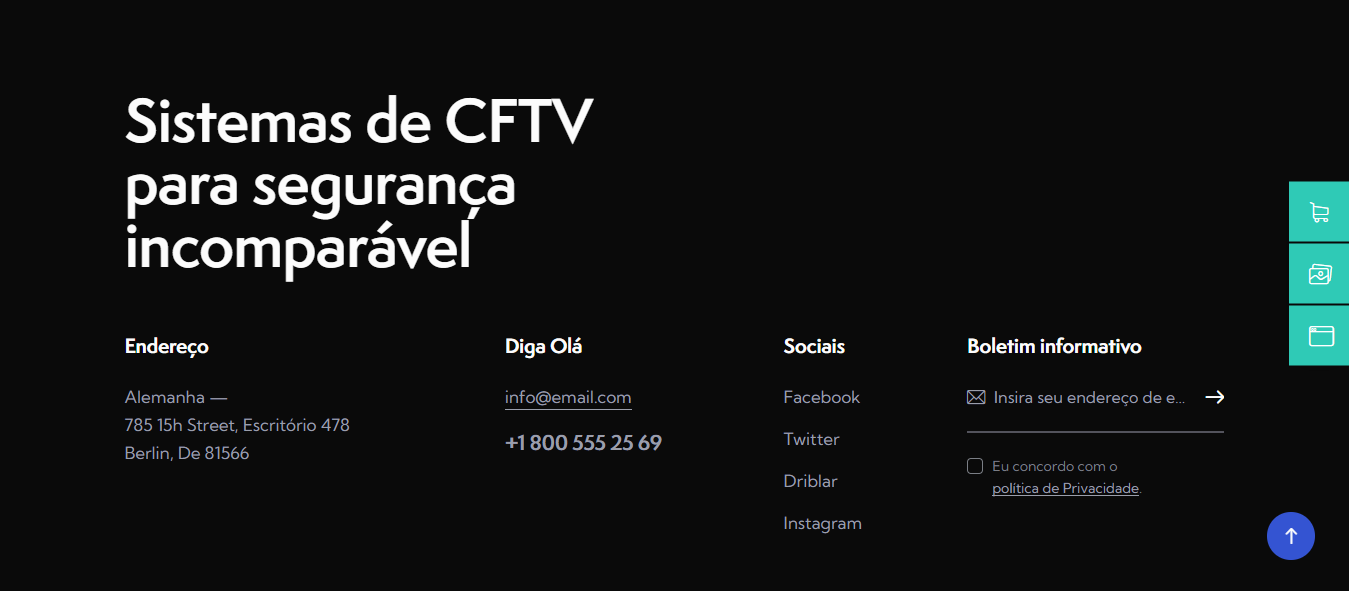 Sistemas de CFTV
para segurança
incomparável
Endereço
Alemanha —
785 15h Street, Escritório 478
Berlin, De 81566
Diga Olá
info@email.com
+1 800 555 25 69
Sociais
Facebook
Twitter
Driblar
Instagram
Boletim informativo
Insira seu endereço de e...
Eu concordo com o
política de Privacidade.